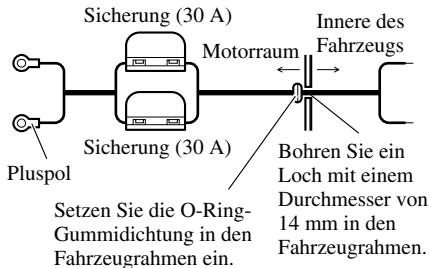 Sicherung (30 A)
Motorraum
Innere des
Fahrzeugs
Sicherung (30 A)
Pluspol
Setzen Sie die O-Ring-
Gummidichtung in den
Fahrzeugrahmen ein.
Bohren Sie ein
Loch mit einem
Durchmesser von
14 mm in den
Fahrzeugrahmen.